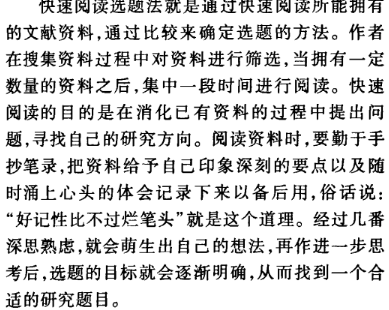 快速阅读选题法就是通过快速阅读所能拥有
的文献资料,通过比较来确定选题的方法。作者
在搜集资料过程中对资料进行筛选,当拥有一定
数量的资料之后,集中一段时间进行阅读。快速
阅读的目的是在消化已有资料的过程中提出问
题,寻找自己的研究方向。阅读资料时,要勤于手
抄笔录,把资料给予自己印象深刻的要点以及随
时涌上心头的体会记录下来以备后用,俗话说:
“好记性比不过烂笔头”就是这个道理。经过几番
深思熟虑,就会萌生出自己的想法,再作进一步思
考后,选题的目标就会逐渐明确,从而找到一个合
适的研究题目。